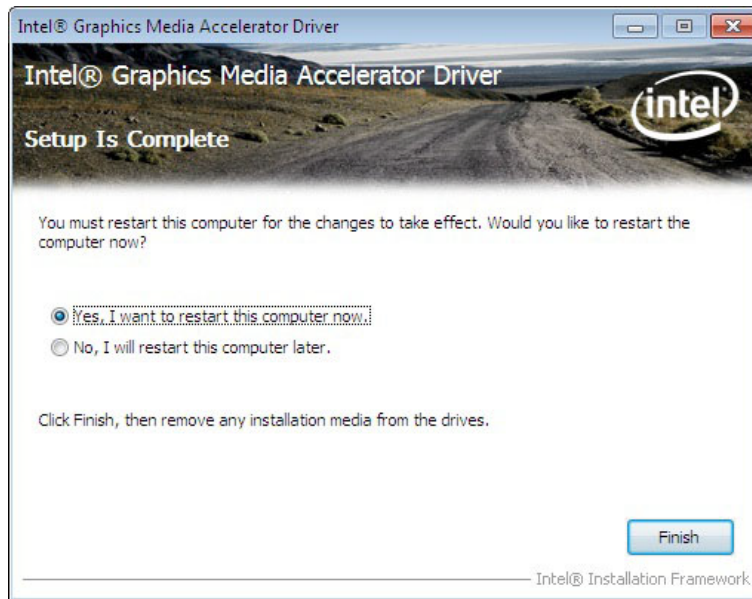 Intel® Graphics Media Accelerator Driver
Intel® Graphics Media Accelerator Driver
intel
Setup Is Complete
You must restart this computer for the changes to take effect. Would you like to restart the
computer now?
Yes, I want to restart this computer now.
No, I will restart this computer later.
Click Finish, then remove any installation media from the drives.
Finish
Intel® Installation Framework